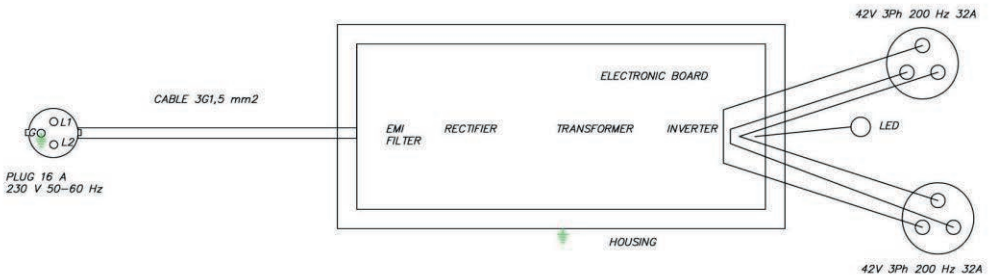 42V 3Ph 200 Hz 32A
ELECTRONIC BOARD
CABLE 3G1,5 mm2
L1
G
L2
EMI
FILTER
RECTIFIER
TRANSFORMER
INVERTER
LED
PLUG 16 A
230 V 50-60 Hz
HOUSING
42V 3Ph 200 Hz 32A